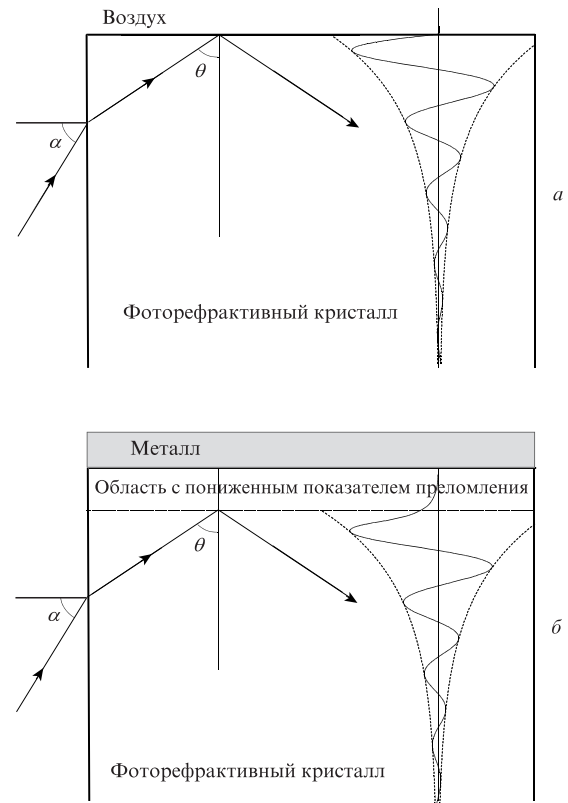 Воздух
θ
α
а
Фоторефрактивный кристалл
Металл
Область с пониженным показателем преломления
θ
α
б
Фоторефрактивный кристалл